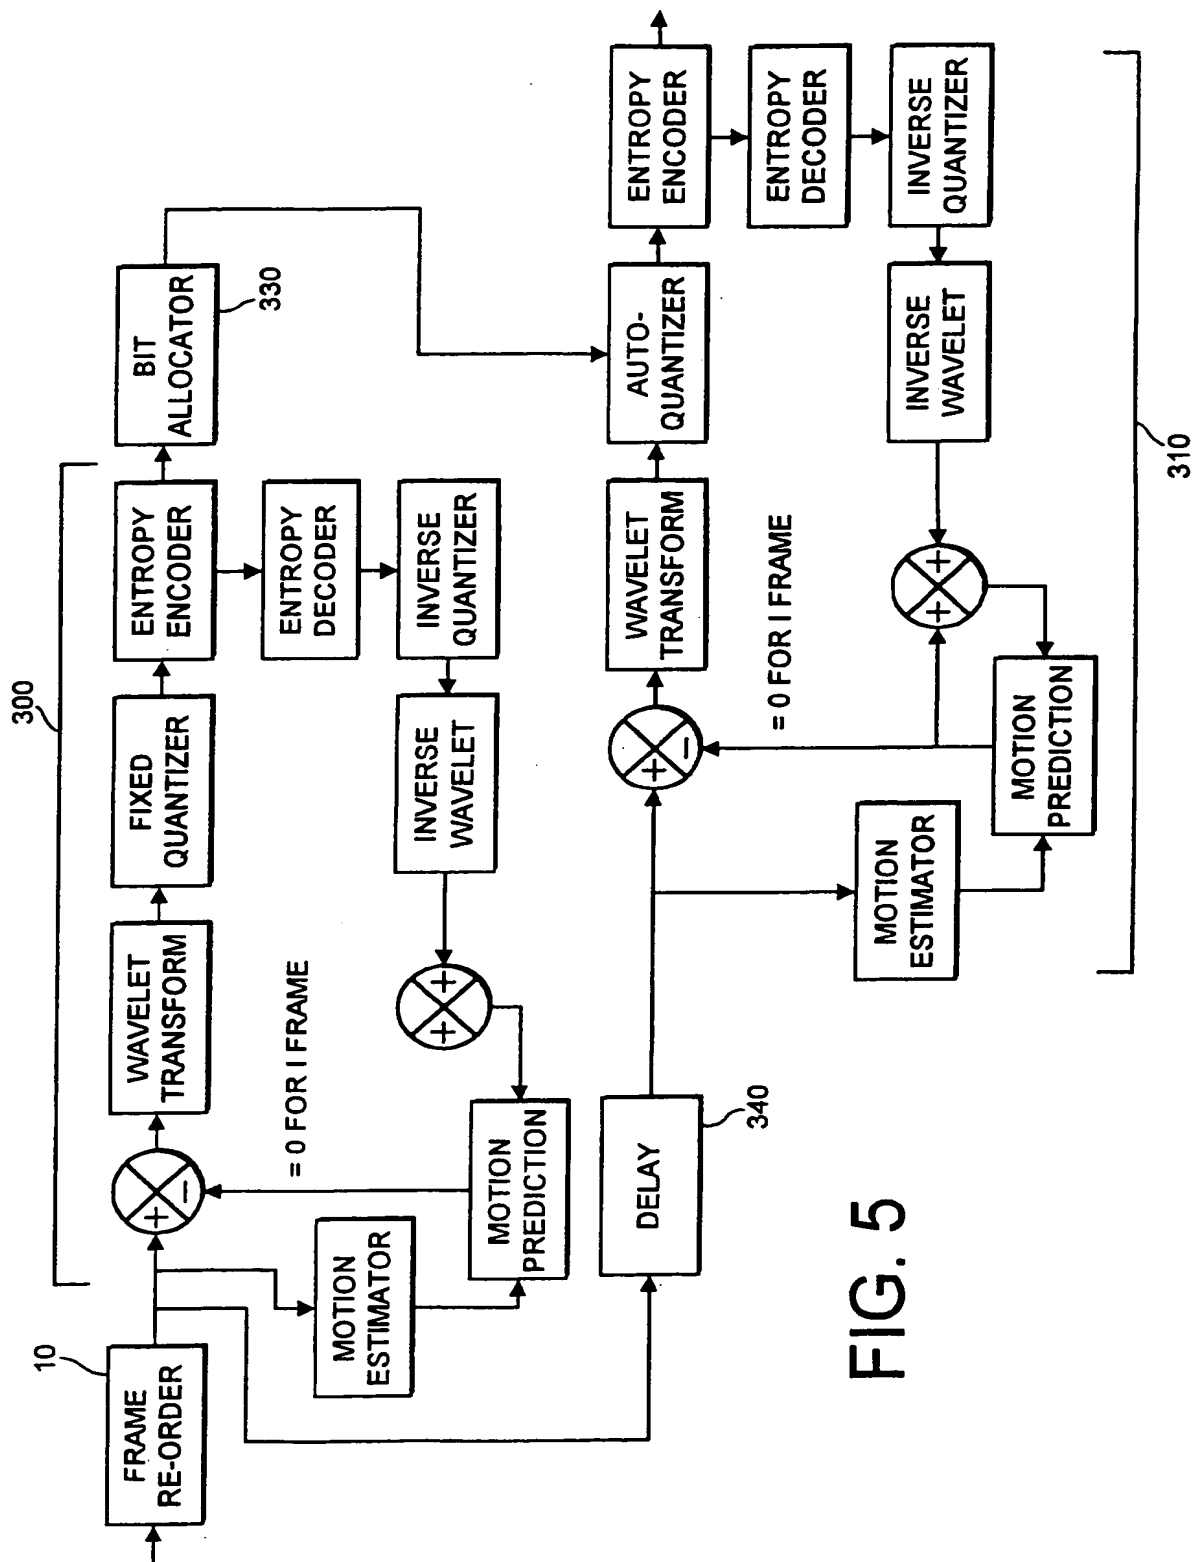 10
FRAME
RE-ORDER
300
WAVELET
TRANSFORM
FIXED
QUANTIZER
ENTROPY
ENCODER
BIT
ALLOCATOR
330
+
−
= 0 FOR I FRAME
MOTION
ESTIMATOR
MOTION
PREDICTION
+
+
INVERSE
WAVELET
INVERSE
QUANTIZER
ENTROPY
DECODER
DELAY
340
+
−
= 0 FOR I FRAME
WAVELET
TRANSFORM
AUTO-
QUANTIZER
ENTROPY
ENCODER
ENTROPY
DECODER
INVERSE
QUANTIZER
INVERSE
WAVELET
+
+
MOTION
ESTIMATOR
MOTION
PREDICTION
310
FIG. 5